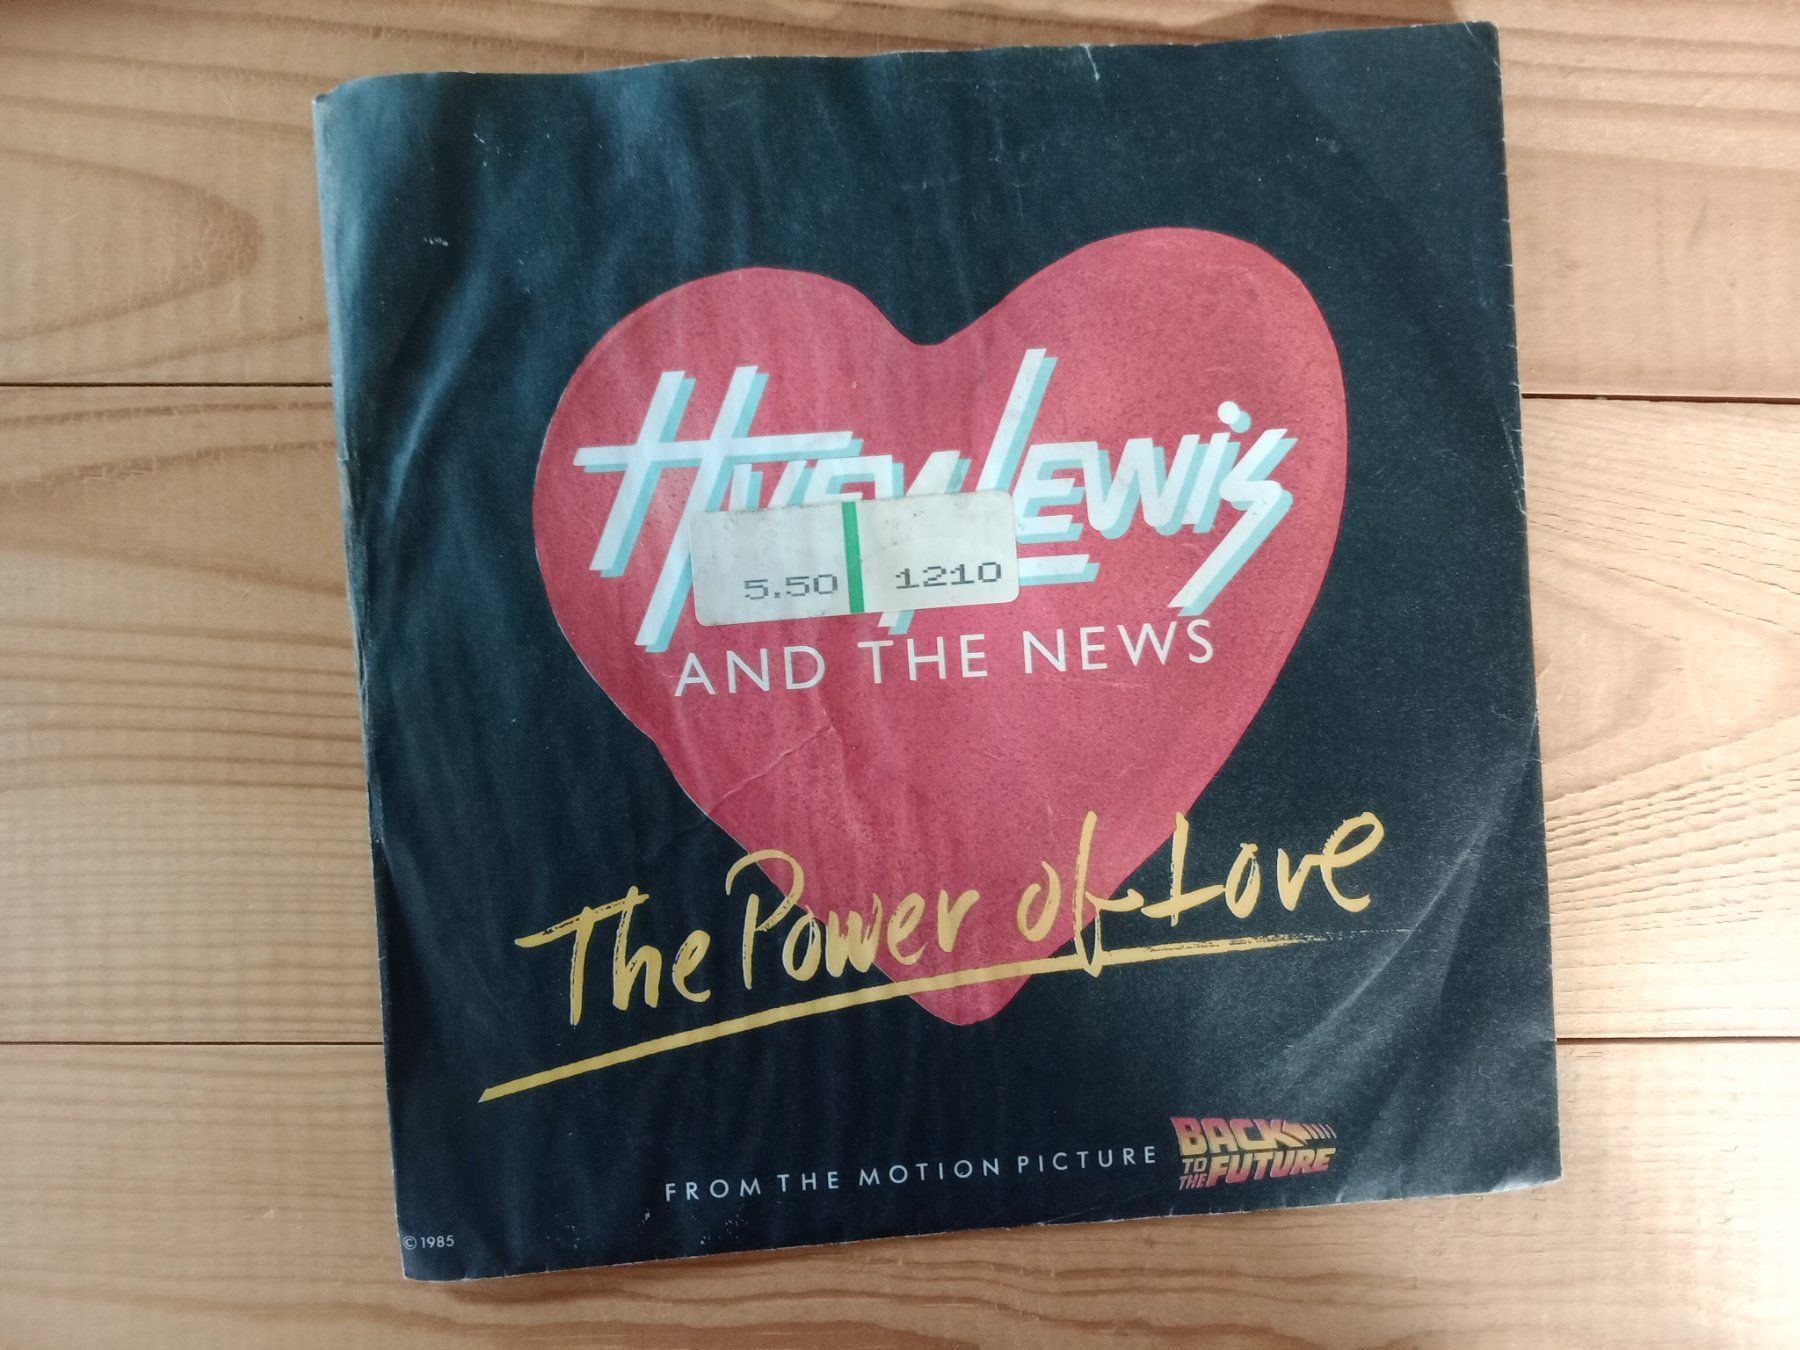 HUEY LEWIS
5.50 1210
AND THE NEWS
The Power of Love
FROM THE MOTION PICTURE BACK TO THE FUTURE
© 1985